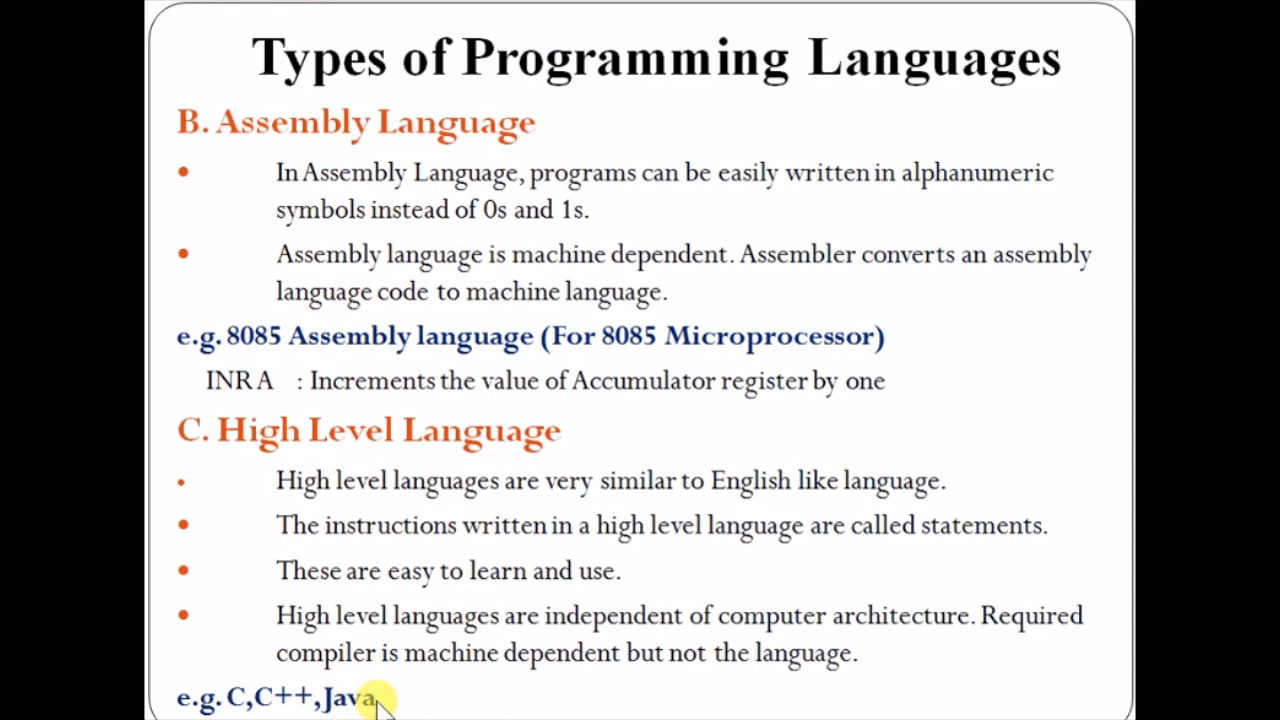 Types of Programming Languages
B. Assembly Language
• In Assembly Language, programs can be easily written in alphanumeric
symbols instead of 0s and 1s.
• Assembly language is machine dependent. Assembler converts an assembly
language code to machine language.
e.g. 8085 Assembly language (For 8085 Microprocessor)
INR A : Increments the value of Accumulator register by one
C. High Level Language
• High level languages are very similar to English like language.
• The instructions written in a high level language are called statements.
• These are easy to learn and use.
• High level languages are independent of computer architecture. Required
compiler is machine dependent but not the language.
e.g. C,C++,Java